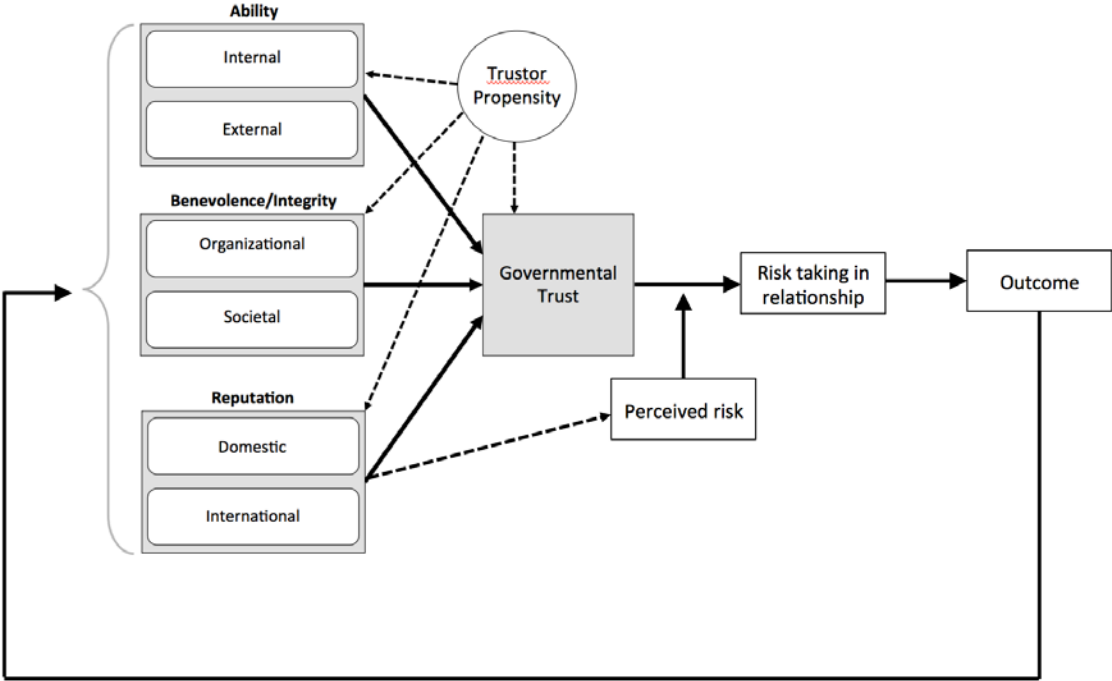 Ability
Internal
External
Trustor
Propensity
Benevolence/Integrity
Organizational
Societal
Governmental
Trust
Risk taking in
relationship
Outcome
Reputation
Domestic
International
Perceived risk